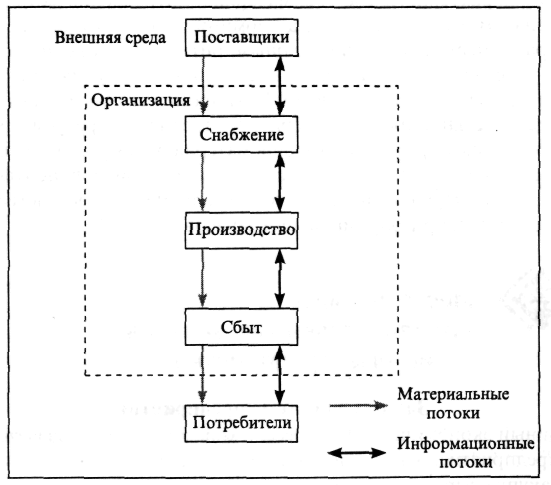 Внешняя среда
Поставщики
Организация
Снабжение
Производство
Сбыт
Потребители
Материальные
потоки
Информационные
потоки